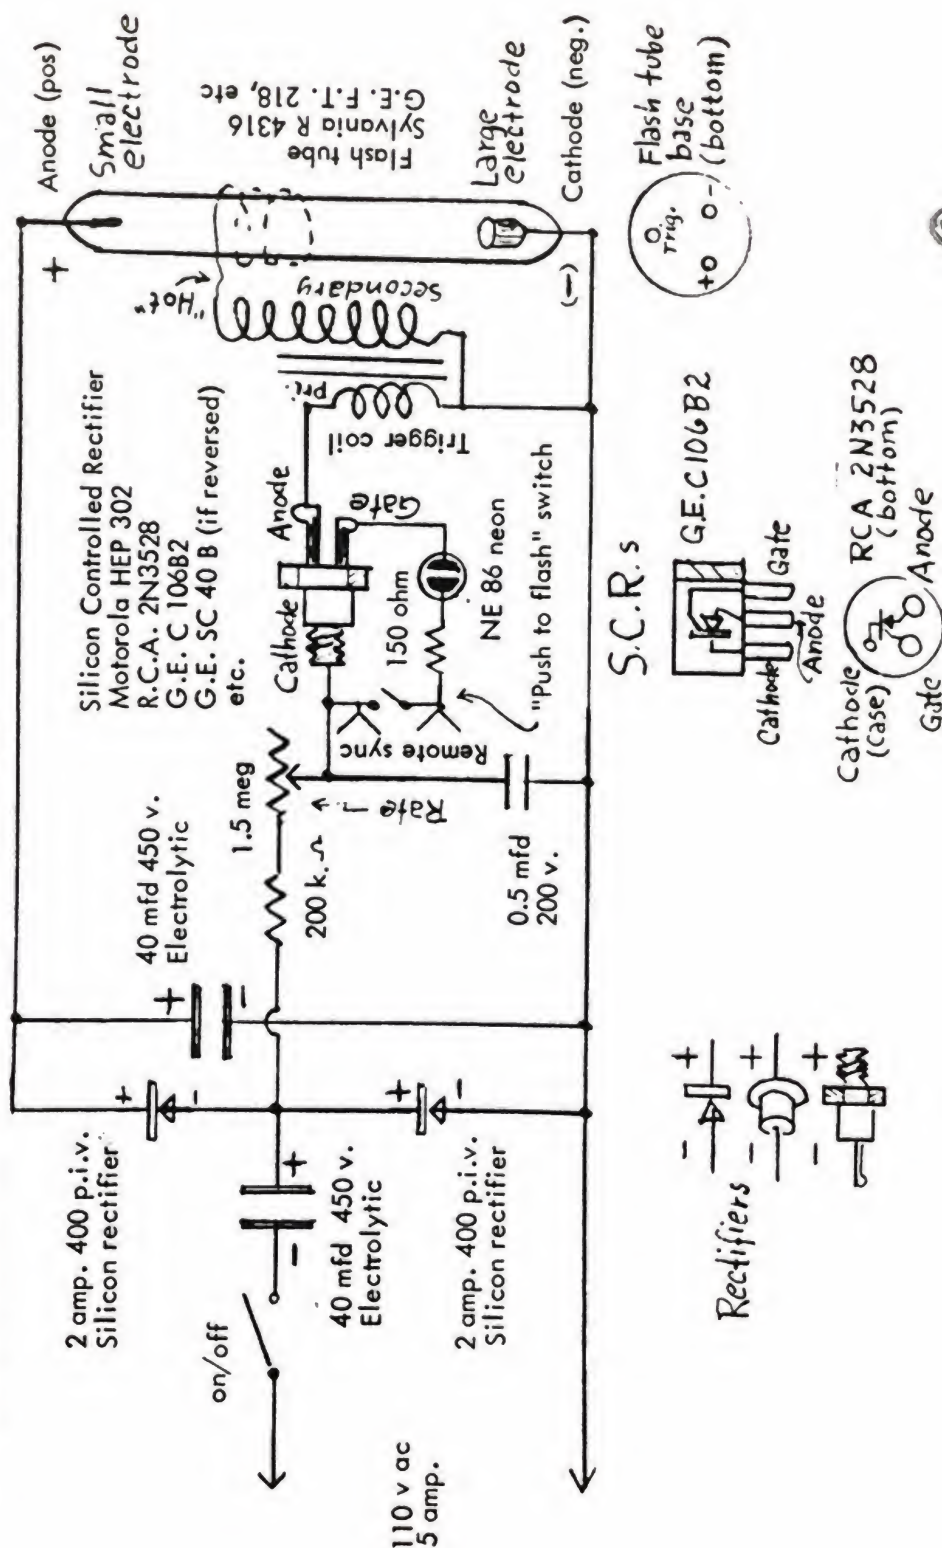 110 v ac
5 amp.
on/off
2 amp. 400 p.i.v.
Silicon rectifier
+
-
-
+
40 mfd 450 v.
Electrolytic
+
-
2 amp. 400 p.i.v.
Silicon rectifier
40 mfd 450 v.
Electrolytic
+
-
200 k. Ω
1.5 meg
Rate
0.5 mfd
200 v.
Silicon Controlled Rectifier
Motorola HEP 302
R.C.A. 2N3528
G.E. C 106B2
G.E. SC 40 B (if reversed)
etc.
Cathode
Anode
Gate
150 ohm
NE 86 neon
Remote sync
"Push to flash" switch
Pri.
Trigger coil
Secondary
"Hot"
+
Anode (pos)
Small
electrode
Flash tube
Sylvania R 4316
G.E. F.T. 218, etc
Large
electrode
Cathode (neg.)
(-)
Rectifiers
- +
- +
- +
S.C.R.s
G.E.C106B2
Cathode
Anode
Gate
Cathode
(Case)
RCA 2N3528
(bottom)
Gate
Anode
Trig.
+ -
Flash tube
base
(bottom)